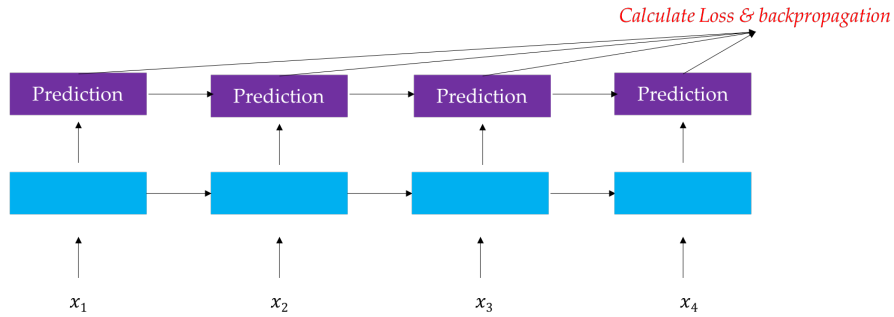 Calculate Loss & backpropagation
Prediction
Prediction
Prediction
Prediction
x₁
x₂
x₃
x₄